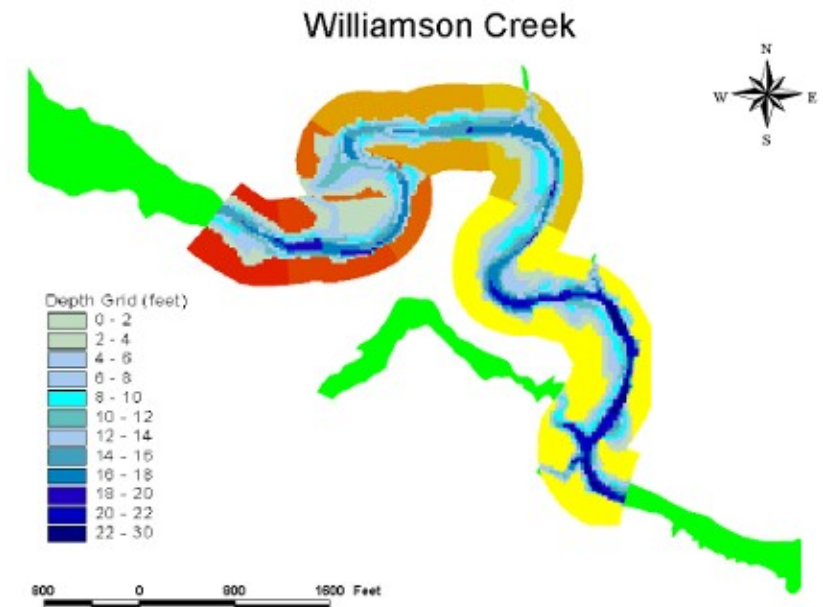 Williamson Creek
N
W E
S
Depth Grid (feet)
0 - 2
2 - 4
4 - 6
6 - 8
8 - 10
10 - 12
12 - 14
14 - 16
16 - 18
18 - 20
20 - 22
22 - 30
800 0 800 1600 Feet